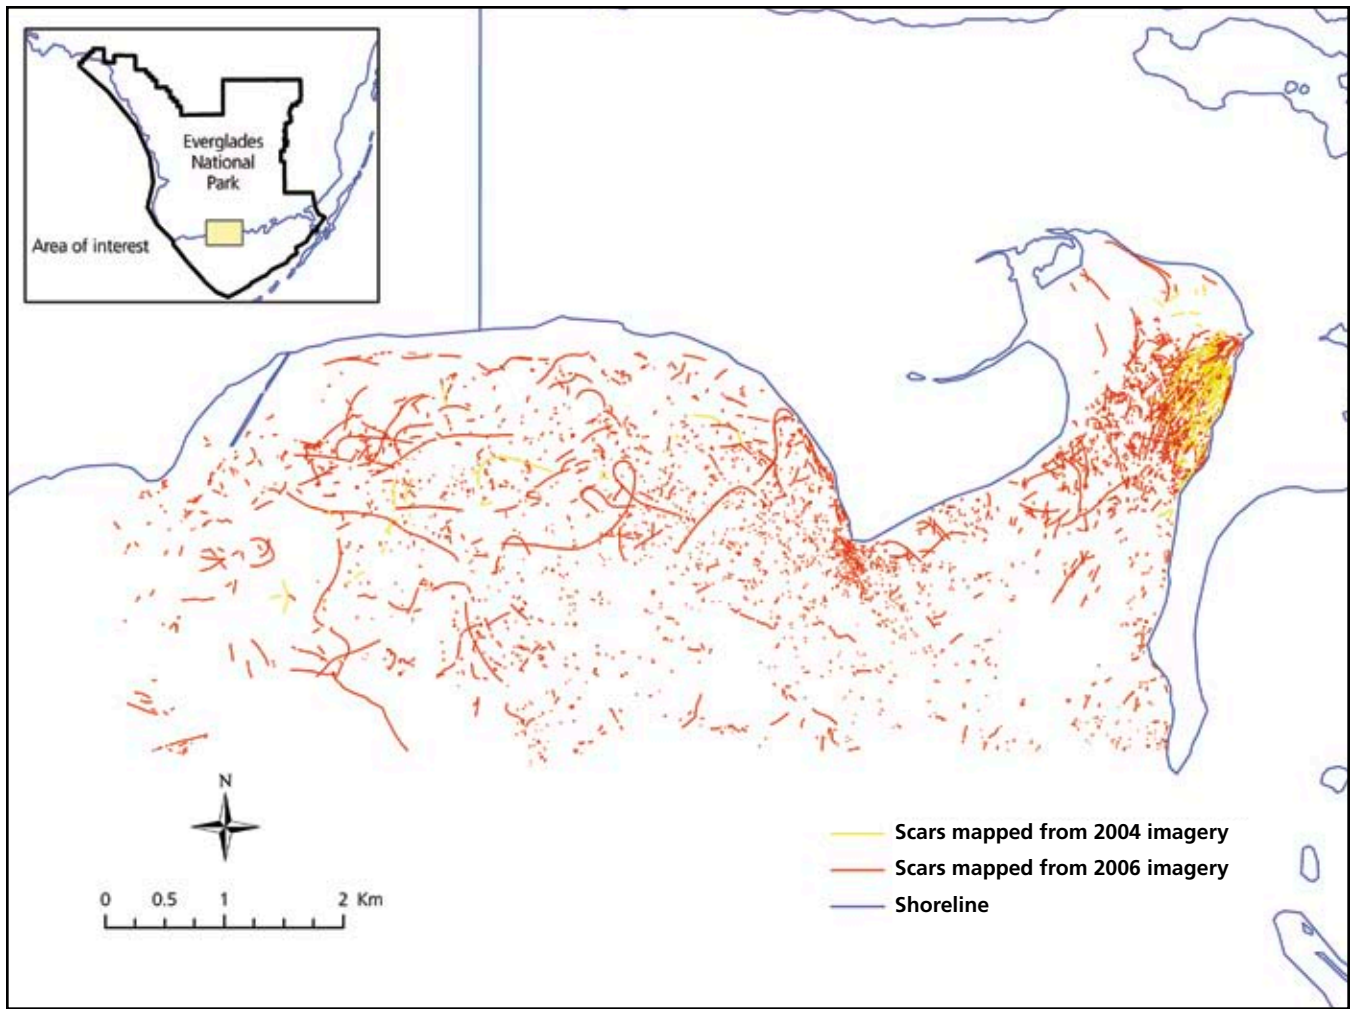 Everglades
National
Park
Area of interest
N
0 0.5 1 2 Km
Scars mapped from 2004 imagery
Scars mapped from 2006 imagery
Shoreline